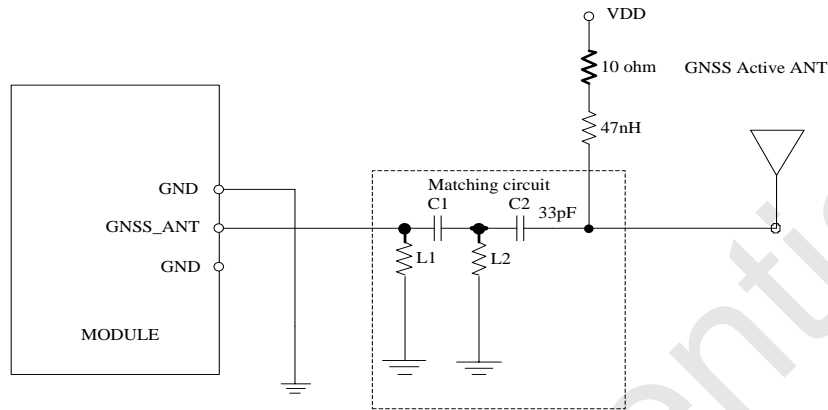 VDD
10 ohm
GNSS Active ANT
47nH
GND
Matching circuit
C1
C2
33pF
GNSS_ANT
L1
L2
GND
MODULE